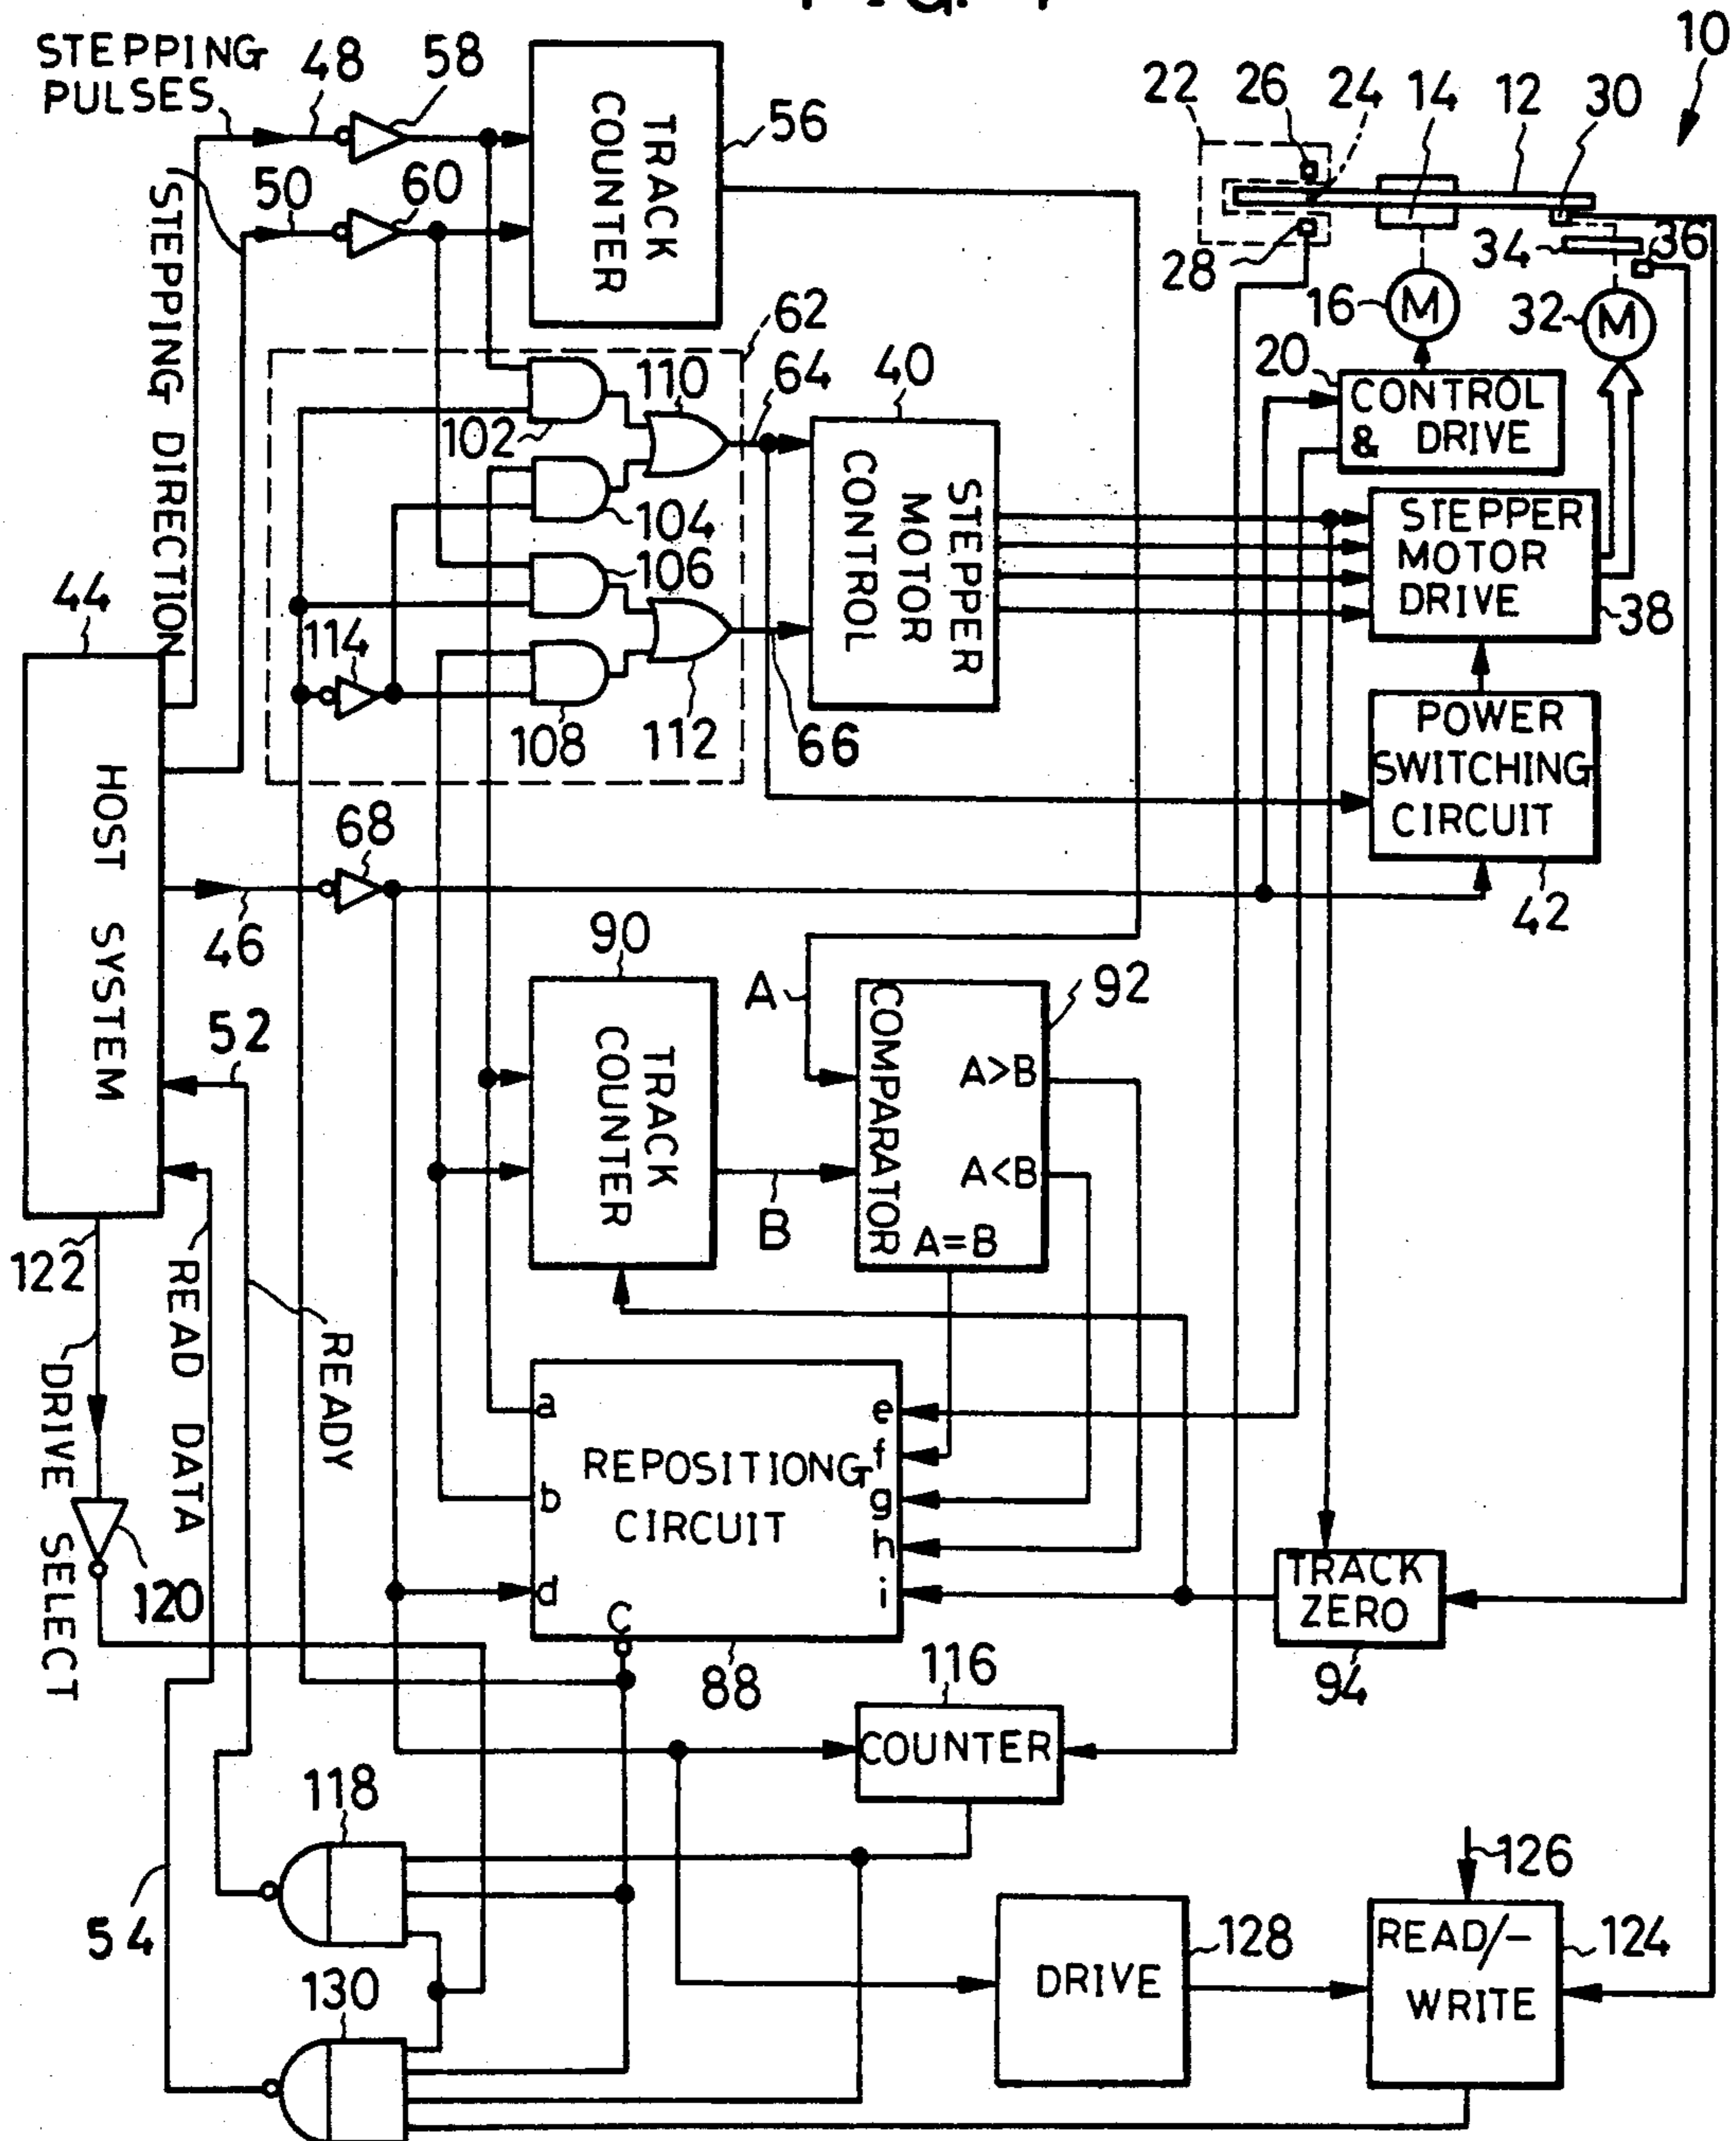 10
STEPPING
PULSES
48
58
TRACK
COUNTER
56
22
26
24
14
12
30
STEPPING DIRECTION
50
60
28
34
36
16
M
32
M
62
110
64
40
20
CONTROL
& DRIVE
102
104
106
STEPPER
MOTOR
CONTROL
STEPPER
MOTOR
DRIVE
38
44
114
108
112
66
POWER
SWITCHING
CIRCUIT
42
HOST SYSTEM
68
46
90
A
92
52
TRACK
COUNTER
B
COMPARATOR
A>B
A<B
A=B
122
DRIVE SELECT
READ DATA
READY
a
b
d
C
REPOSITIONG
CIRCUIT
e
f
g
h
i
120
88
TRACK
ZERO
94
116
COUNTER
118
126
54
130
DRIVE
128
READ/-
WRITE
124